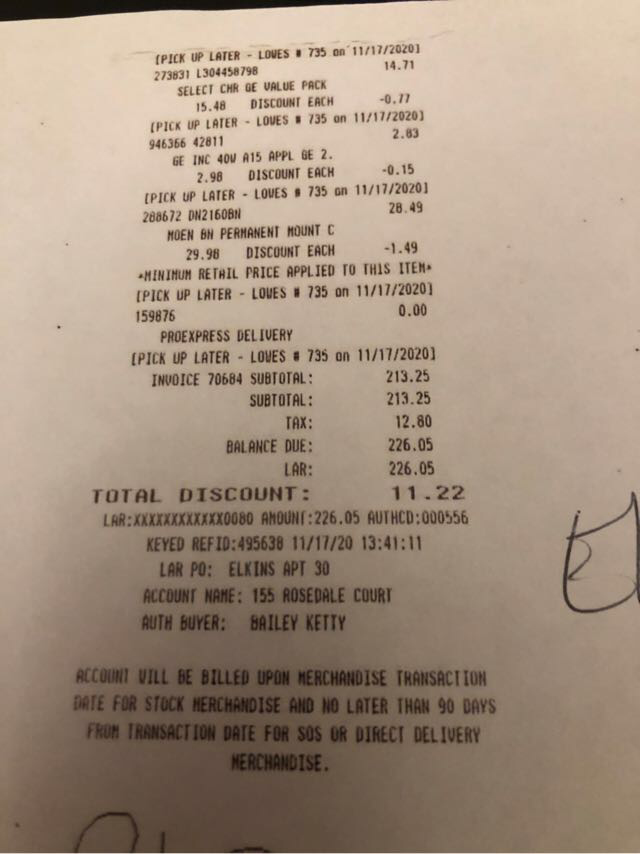 [PICK UP LATER - LOWES # 735 on 11/17/2020]
273831 L304458798 14.71
SELECT CHR GE VALUE PACK
15.48 DISCOUNT EACH -0.77
[PICK UP LATER - LOWES # 735 on 11/17/2020]
946366 42811 2.83
GE INC 40W A15 APPL GE 2.
2.98 DISCOUNT EACH -0.15
[PICK UP LATER - LOWES # 735 on 11/17/2020]
288672 DN2160BN 28.49
MOEN BN PERMANENT MOUNT C
29.98 DISCOUNT EACH -1.49
*MINIMUM RETAIL PRICE APPLIED TO THIS ITEM*
[PICK UP LATER - LOWES # 735 on 11/17/2020]
159876 0.00
PROEXPRESS DELIVERY
[PICK UP LATER - LOWES # 735 on 11/17/2020]
INVOICE 70684 SUBTOTAL: 213.25
SUBTOTAL: 213.25
TAX: 12.80
BALANCE DUE: 226.05
LAR: 226.05
TOTAL DISCOUNT: 11.22
LAR:XXXXXXXXXXXX0080 AMOUNT:226.05 AUTHCD:000556
KEYED REFID:495638 11/17/20 13:41:11
LAR PO: ELKINS APT 30
ACCOUNT NAME: 155 ROSEDALE COURT
AUTH BUYER: BAILEY KETTY
ACCOUNT WILL BE BILLED UPON MERCHANDISE TRANSACTION
DATE FOR STOCK MERCHANDISE AND NO LATER THAN 90 DAYS
FROM TRANSACTION DATE FOR SOS OR DIRECT DELIVERY
MERCHANDISE.